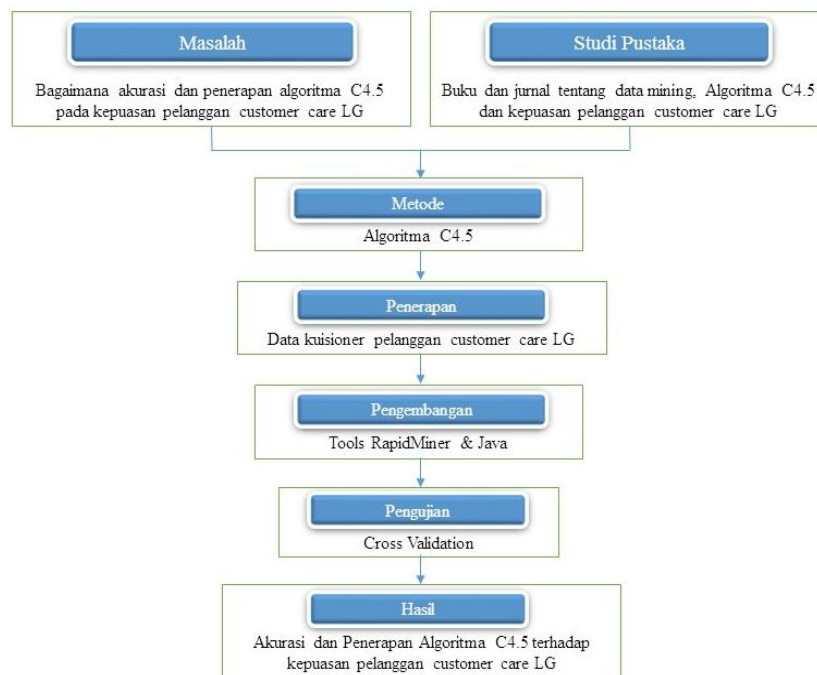 Masalah
Bagaimana akurasi dan penerapan algoritma C4.5
pada kepuasan pelanggan customer care LG
Studi Pustaka
Buku dan jurnal tentang data mining, Algoritma C4.5
dan kepuasan pelanggan customer care LG
Metode
Algoritma C4.5
Penerapan
Data kuisioner pelanggan customer care LG
Pengembangan
Tools RapidMiner & Java
Pengujian
Cross Validation
Hasil
Akurasi dan Penerapan Algoritma C4.5 terhadap
kepuasan pelanggan customer care LG